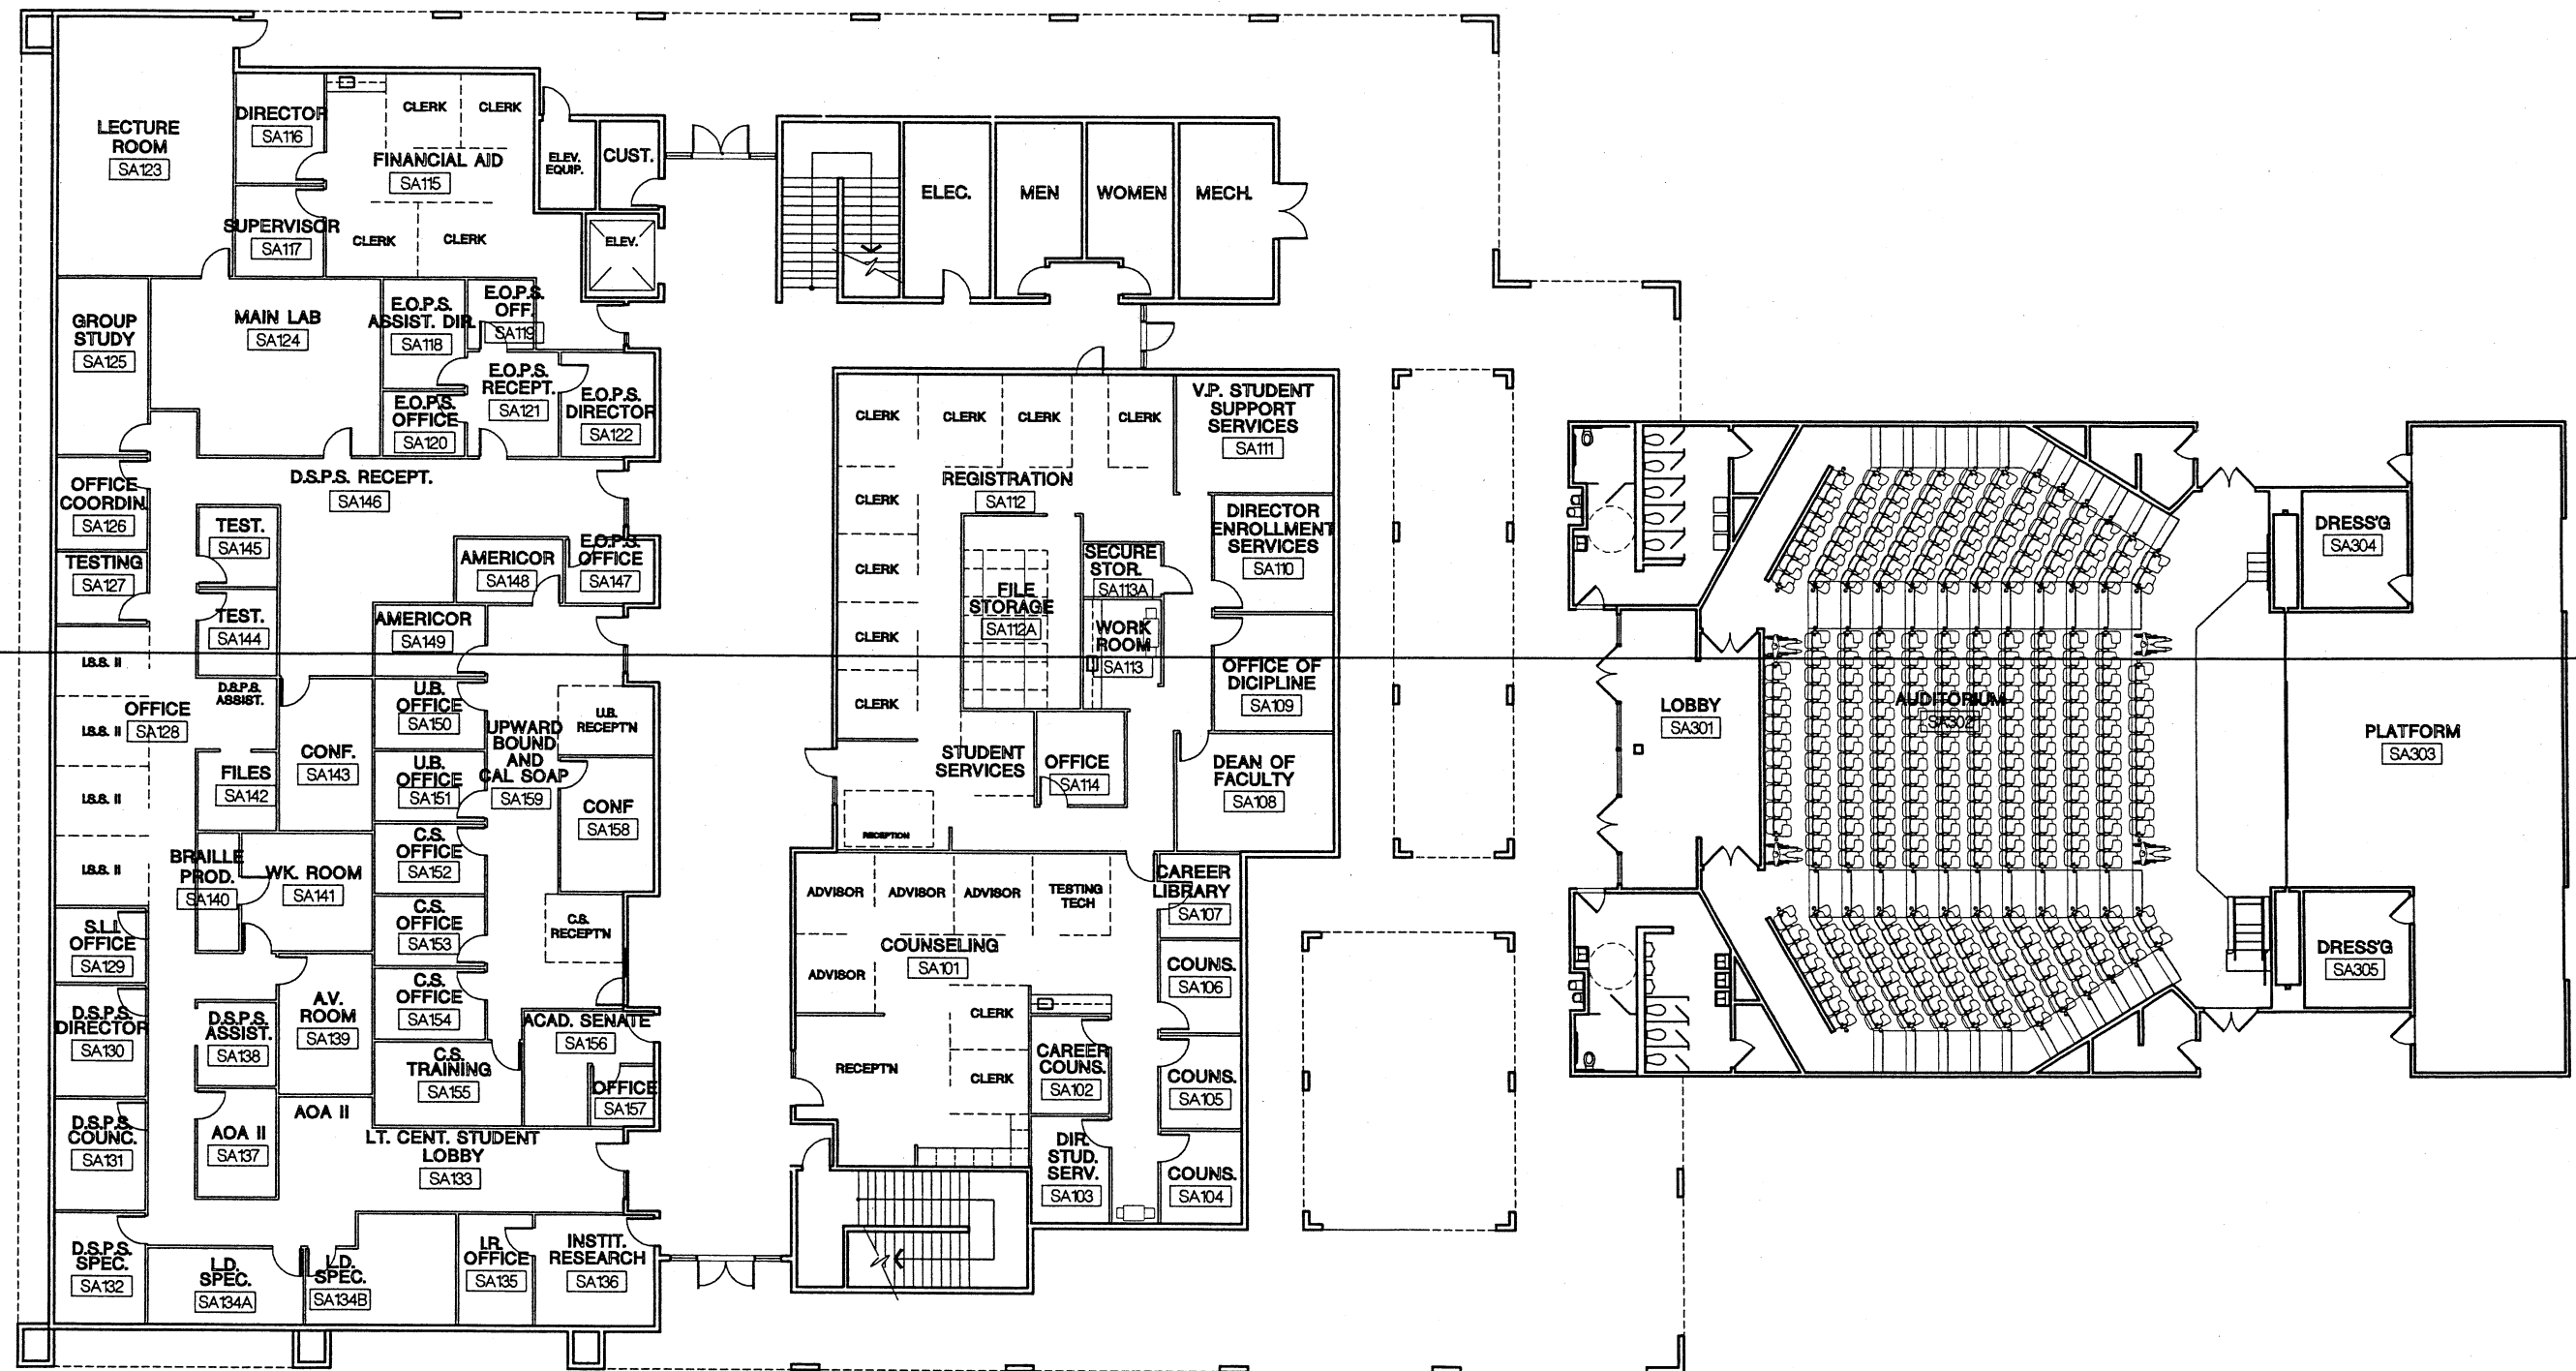 LECTURE
ROOM
SA123
DIRECTOR
SA116
CLERK
CLERK
FINANCIAL AID
SA115
SUPERVISOR
SA117
CLERK
CLERK
ELEV.
EQUIP.
CUST.
ELEV.
ELEC.
MEN
WOMEN
MECH.
GROUP
STUDY
SA125
MAIN LAB
SA124
E.O.P.S.
ASSIST. DIR.
SA118
E.O.P.S.
OFF.
SA119
E.O.P.S.
OFFICE
SA120
E.O.P.S.
RECEPT.
SA121
E.O.P.S.
DIRECTOR
SA122
D.S.P.S. RECEPT.
SA146
OFFICE
COORDIN.
SA126
TESTING
SA127
TEST.
SA145
TEST.
SA144
AMERICOR
SA148
E.O.P.S.
OFFICE
SA147
AMERICOR
SA149
I.S.S. II
OFFICE
SA128
I.S.S. II
I.S.S. II
I.S.S. II
D.S.P.S.
ASSIST.
FILES
SA142
CONF.
SA143
U.B.
OFFICE
SA150
U.B.
OFFICE
SA151
UPWARD
BOUND
AND
CAL SOAP
SA159
U.B.
RECEPT'N
CONF
SA158
C.S.
OFFICE
SA152
BRAILLE
PROD.
SA140
WK. ROOM
SA141
C.S.
OFFICE
SA153
C.S.
RECEPT'N
C.S.
OFFICE
SA154
S.L.I.
OFFICE
SA129
D.S.P.S.
DIRECTOR
SA130
D.S.P.S.
ASSIST.
SA138
A.V.
ROOM
SA139
ACAD. SENATE
SA156
C.S.
TRAINING
SA155
OFFICE
SA157
D.S.P.S.
COUNC.
SA131
AOA II
SA137
AOA II
LT. CENT. STUDENT
LOBBY
SA133
D.S.P.S.
SPEC.
SA132
L.D.
SPEC.
SA134A
L.D.
SPEC.
SA134B
I.R.
OFFICE
SA135
INSTIT.
RESEARCH
SA136
CLERK
CLERK
CLERK
CLERK
V.P. STUDENT
SUPPORT
SERVICES
SA111
REGISTRATION
SA112
CLERK
CLERK
CLERK
CLERK
FILE
STORAGE
SA112A
SECURE
STOR.
SA113A
WORK
ROOM
SA113
DIRECTOR
ENROLLMENT
SERVICES
SA110
OFFICE OF
DICIPLINE
SA109
STUDENT
SERVICES
OFFICE
SA114
DEAN OF
FACULTY
SA108
RECEPTION
ADVISOR
ADVISOR
ADVISOR
TESTING
TECH
CAREER
LIBRARY
SA107
COUNSELING
SA101
ADVISOR
COUNS.
SA106
CLERK
CLERK
RECEPT'N
CAREER
COUNS.
SA102
COUNS.
SA105
DIR.
STUD.
SERV.
SA103
COUNS.
SA104
LOBBY
SA301
AUDITORIUM
SA302
PLATFORM
SA303
DRESS'G
SA304
DRESS'G
SA305